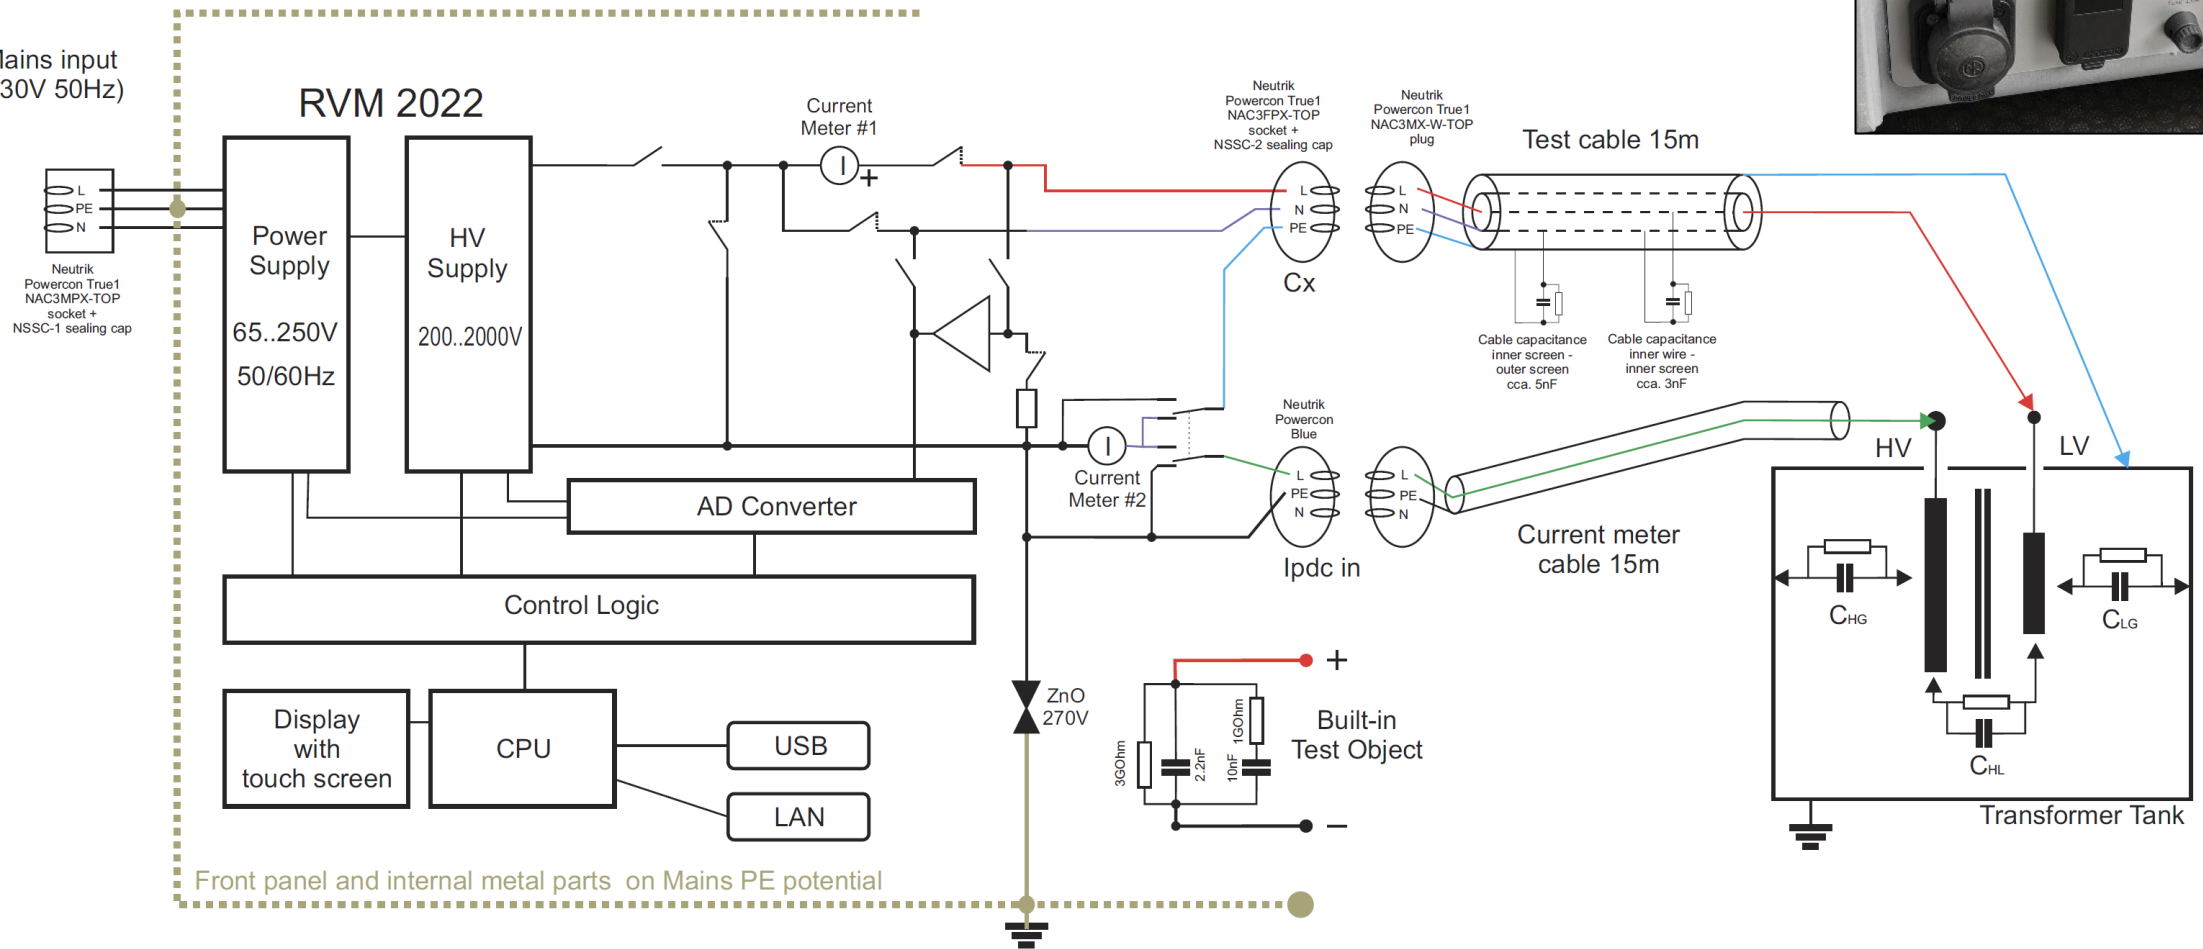 Mains input
230V 50Hz)
RVM 2022
Current
Meter #1
Neutrik
Powercon True1
NAC3FPX-TOP
socket +
NSSC-2 sealing cap
Neutrik
Powercon True1
NAC3MX-W-TOP
plug
Test cable 15m
L
PE
N
Neutrik
Powercon True1
NAC3MPX-TOP
socket +
NSSC-1 sealing cap
Power
Supply
65..250V
50/60Hz
HV
Supply
200..2000V
I
+
L
N
PE
Cx
L
N
PE
Cable capacitance
inner screen -
outer screen
cca. 5nF
Cable capacitance
inner wire -
inner screen
cca. 3nF
Neutrik
Powercon
Blue
I
Current
Meter #2
L
PE
N
Ipdc in
L
PE
N
Current meter
cable 15m
HV
LV
CHG
CLG
CHL
Transformer Tank
AD Converter
Control Logic
Display
with
touch screen
CPU
USB
LAN
ZnO
270V
+
3GOhm
2.2nF
1GOhm
10nF
Built-in
Test Object
−
Front panel and internal metal parts on Mains PE potential